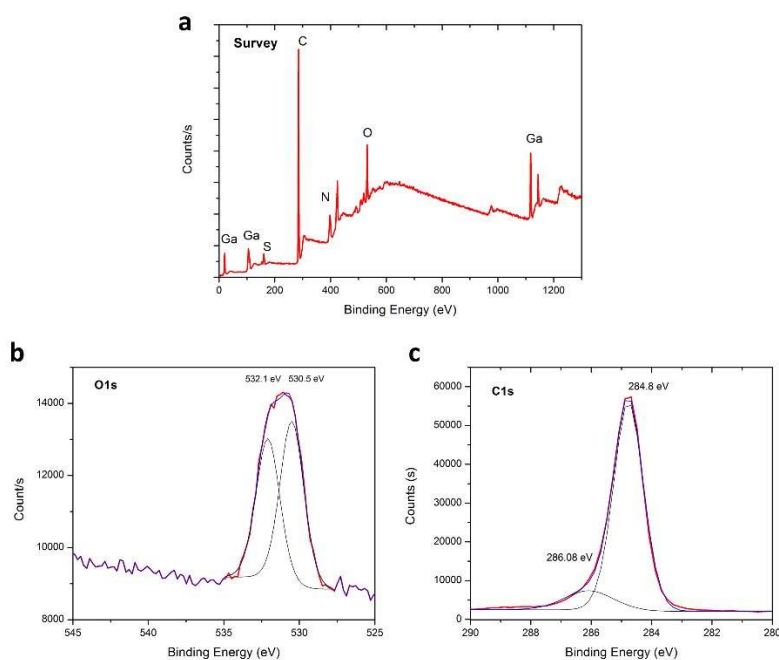 a
Survey
C
O
Ga
N
Ga
Ga
S
Counts/s
0 200 400 600 800 1000 1200
Binding Energy (eV)
b
O1s
532.1 eV 530.5 eV
14000
12000
10000
8000
Count/s
545 540 535 530 525
Binding Energy (eV)
c
C1s
284.8 eV
286.08 eV
60000
50000
40000
30000
20000
10000
0
Counts (s)
290 288 286 284 282 280
Binding Energy (eV)